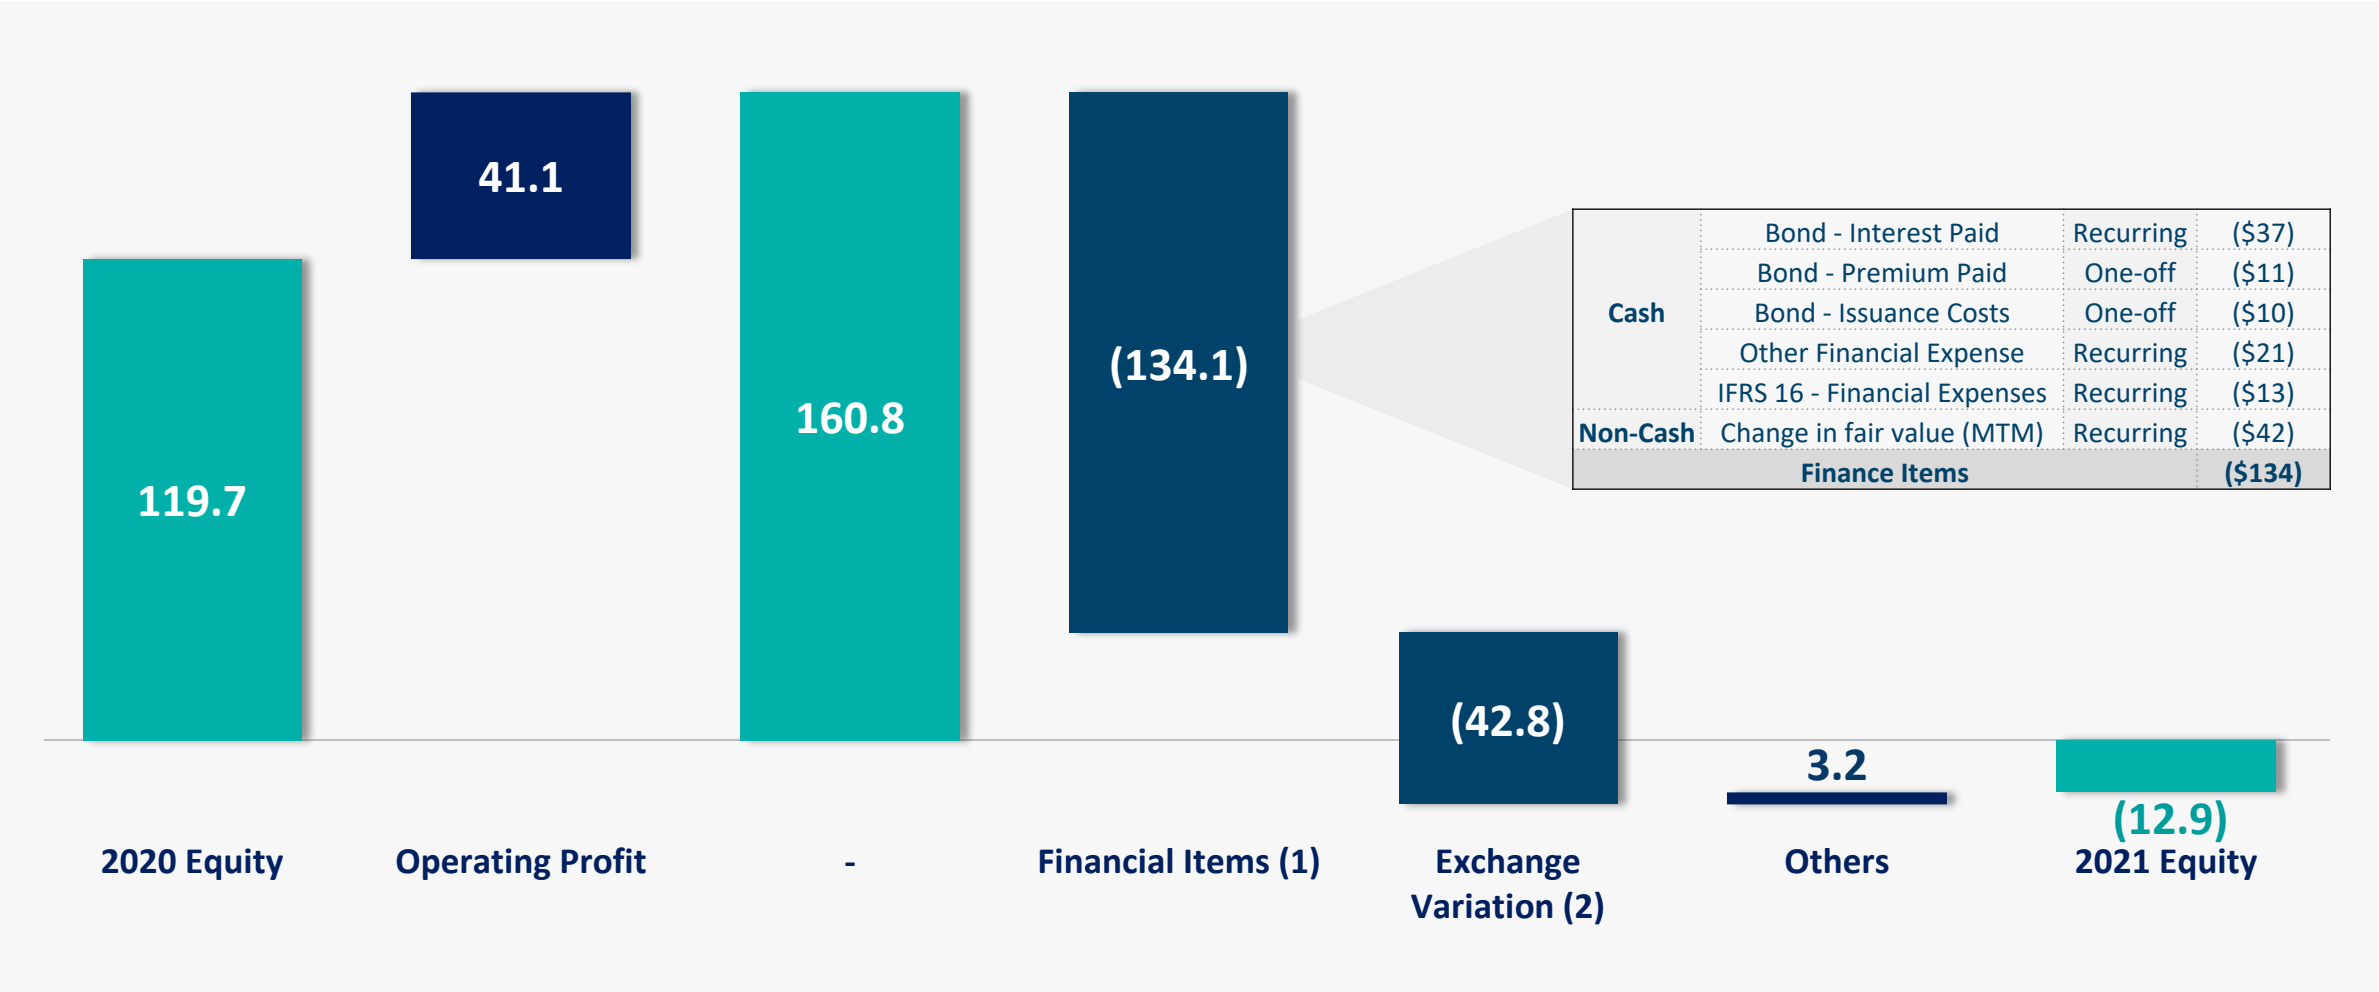 41.1
119.7
160.8
(134.1)
(42.8)
3.2
(12.9)
Cash
Bond - Interest Paid Recurring ($37)
Bond - Premium Paid One-off ($11)
Bond - Issuance Costs One-off ($10)
Other Financial Expense Recurring ($21)
IFRS 16 - Financial Expenses Recurring ($13)
Non-Cash Change in fair value (MTM) Recurring ($42)
Finance Items ($134)
2020 Equity
Operating Profit
-
Financial Items (1)
Exchange
Variation (2)
Others
2021 Equity